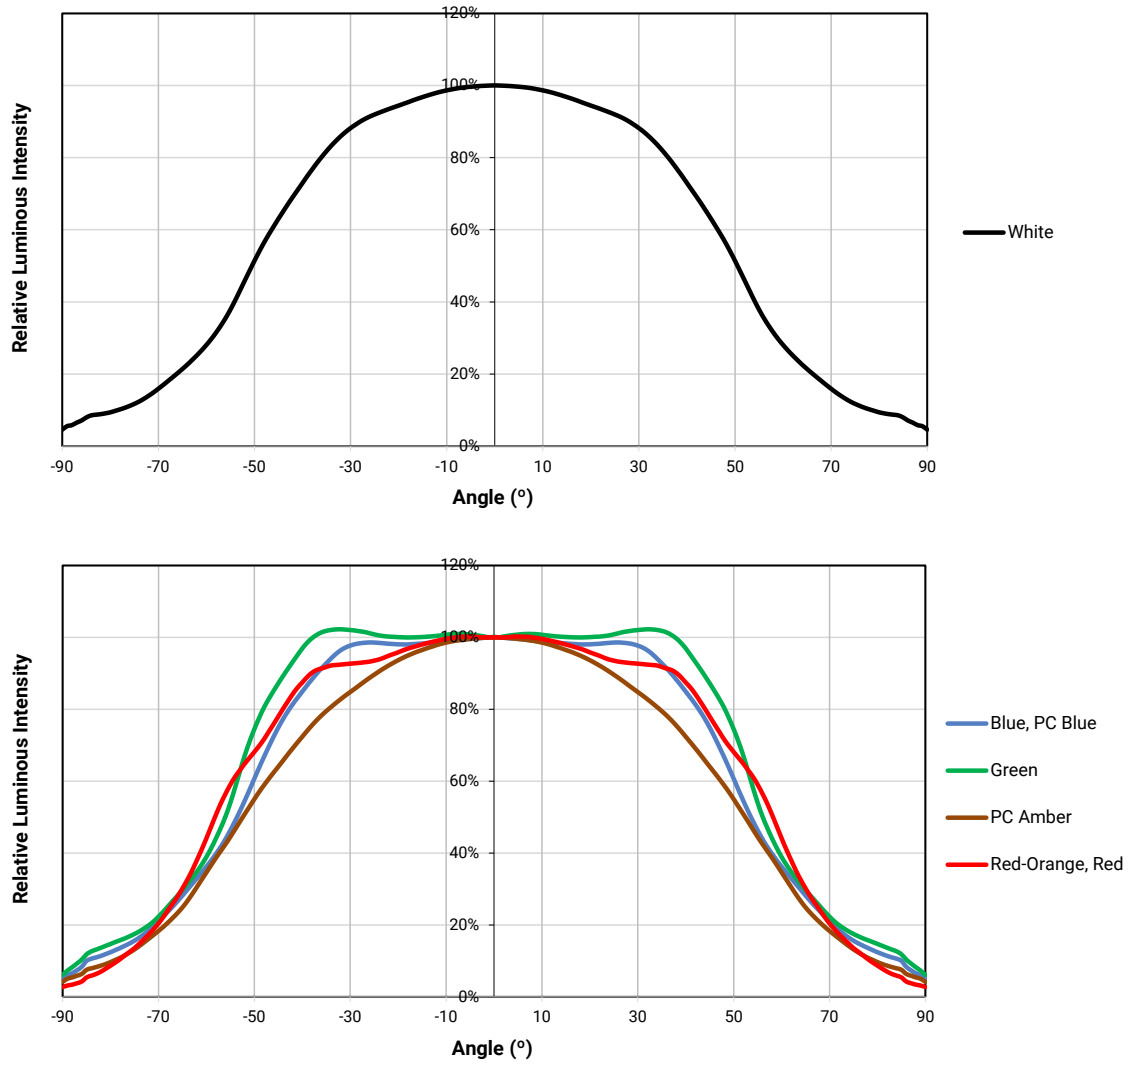 120%
100%
80%
60%
40%
20%
0%
-90 -70 -50 -30 -10 10 30 50 70 90
Relative Luminous Intensity
Angle (º)
White
120%
100%
80%
60%
40%
20%
0%
-90 -70 -50 -30 -10 10 30 50 70 90
Relative Luminous Intensity
Angle (º)
Blue, PC Blue
Green
PC Amber
Red-Orange, Red